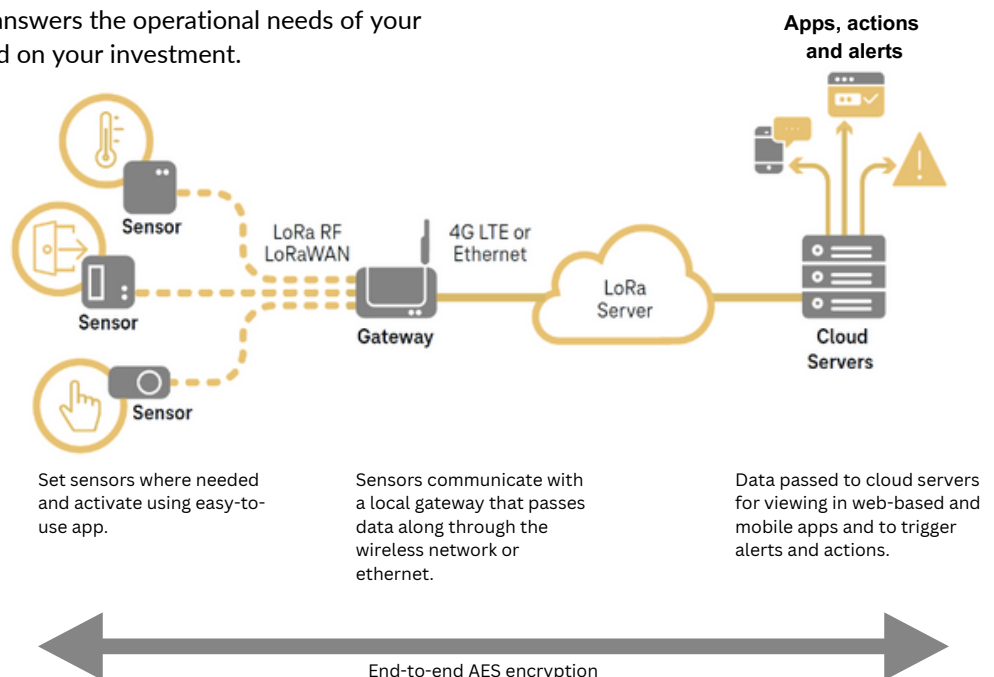 answers the operational needs of your
d on your investment.
Apps, actions
and alerts
Sensor
LoRa RF
LoRaWAN
4G LTE or
Ethernet
LoRa
Server
Sensor
Gateway
Cloud
Servers
Sensor
Set sensors where needed
and activate using easy-to-
use app.
Sensors communicate with
a local gateway that passes
data along through the
wireless network or
ethernet.
Data passed to cloud servers
for viewing in web-based and
mobile apps and to trigger
alerts and actions.
End-to-end AES encryption